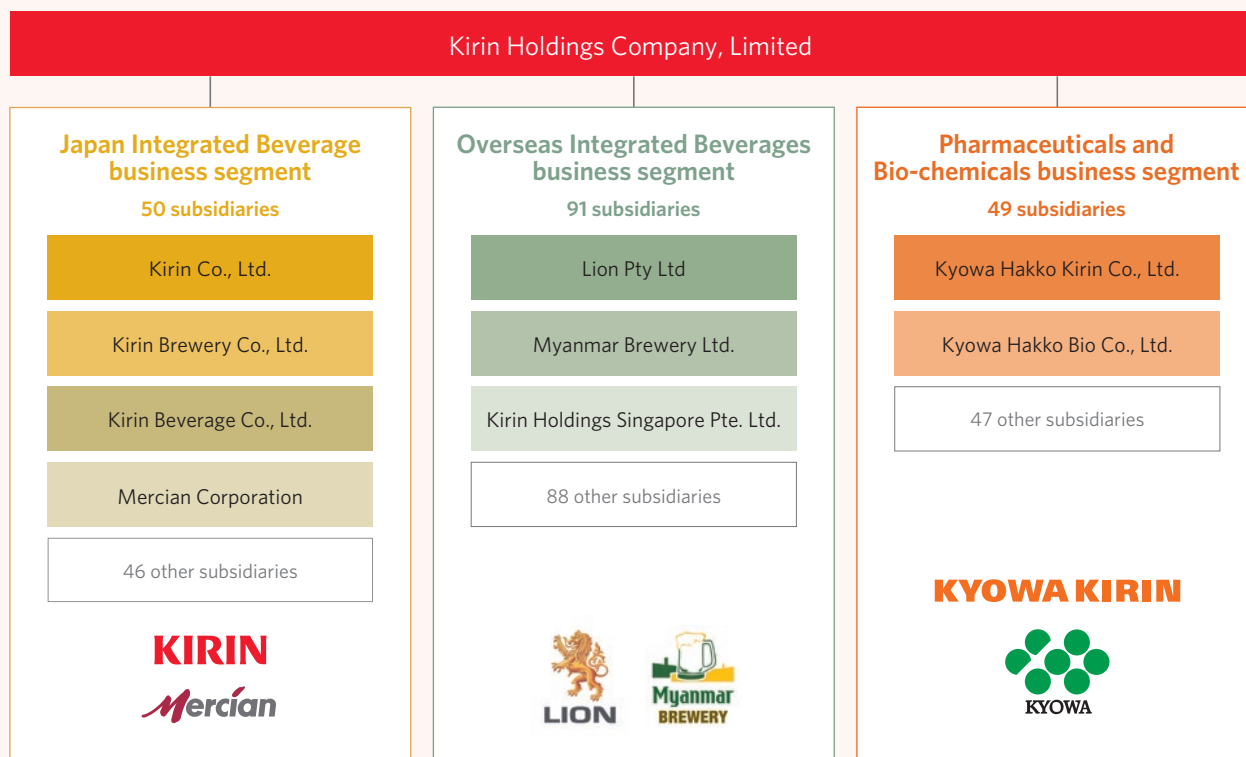 Kirin Holdings Company, Limited
Japan Integrated Beverage
business segment
50 subsidiaries
Kirin Co., Ltd.
Kirin Brewery Co., Ltd.
Kirin Beverage Co., Ltd.
Mercian Corporation
46 other subsidiaries
KIRIN
Mercian
Overseas Integrated Beverages
business segment
91 subsidiaries
Lion Pty Ltd
Myanmar Brewery Ltd.
Kirin Holdings Singapore Pte. Ltd.
88 other subsidiaries
LION
Myanmar
BREWERY
Pharmaceuticals and
Bio-chemicals business segment
49 subsidiaries
Kyowa Hakko Kirin Co., Ltd.
Kyowa Hakko Bio Co., Ltd.
47 other subsidiaries
KYOWA KIRIN
KYOWA